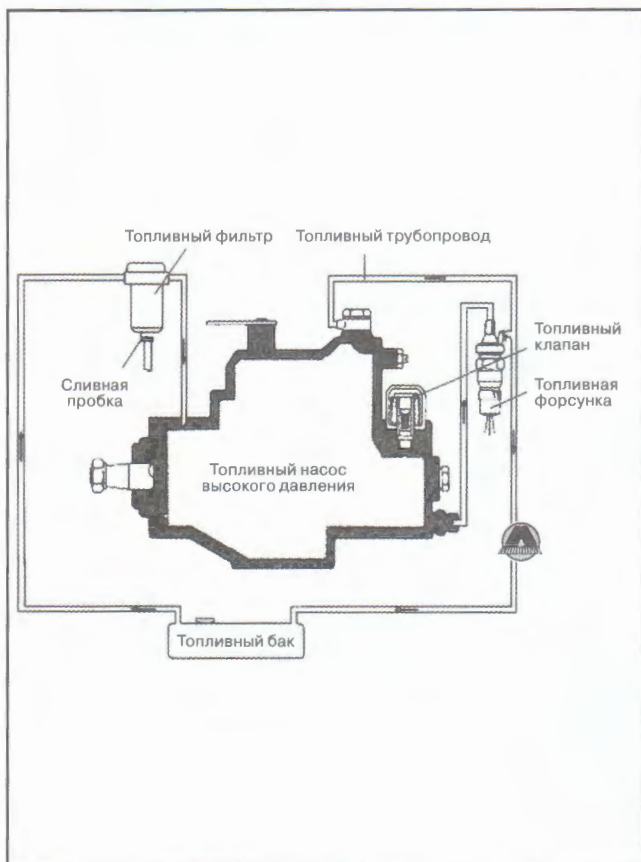 Топливный фильтр
Топливный трубопровод
Топливный
клапан
Сливная
пробка
Топливная
форсунка
Топливный насос
высокого давления
Топливный бак